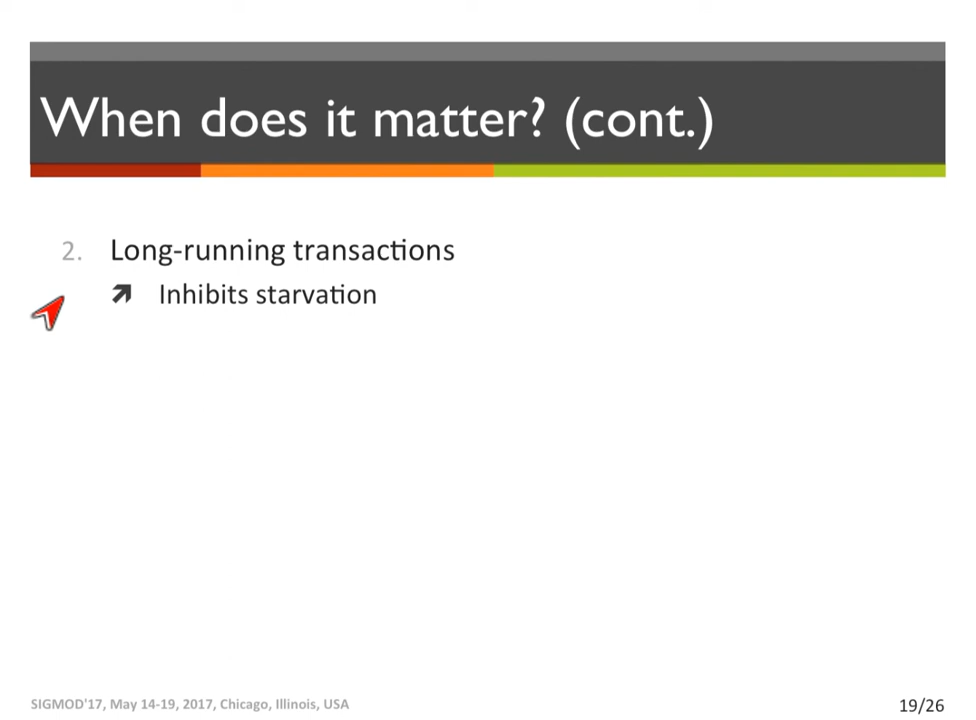 When does it matter? (cont.)
2. Long-running transactions
Inhibits starvation
SIGMOD'17, May 14-19, 2017, Chicago, Illinois, USA
19/26